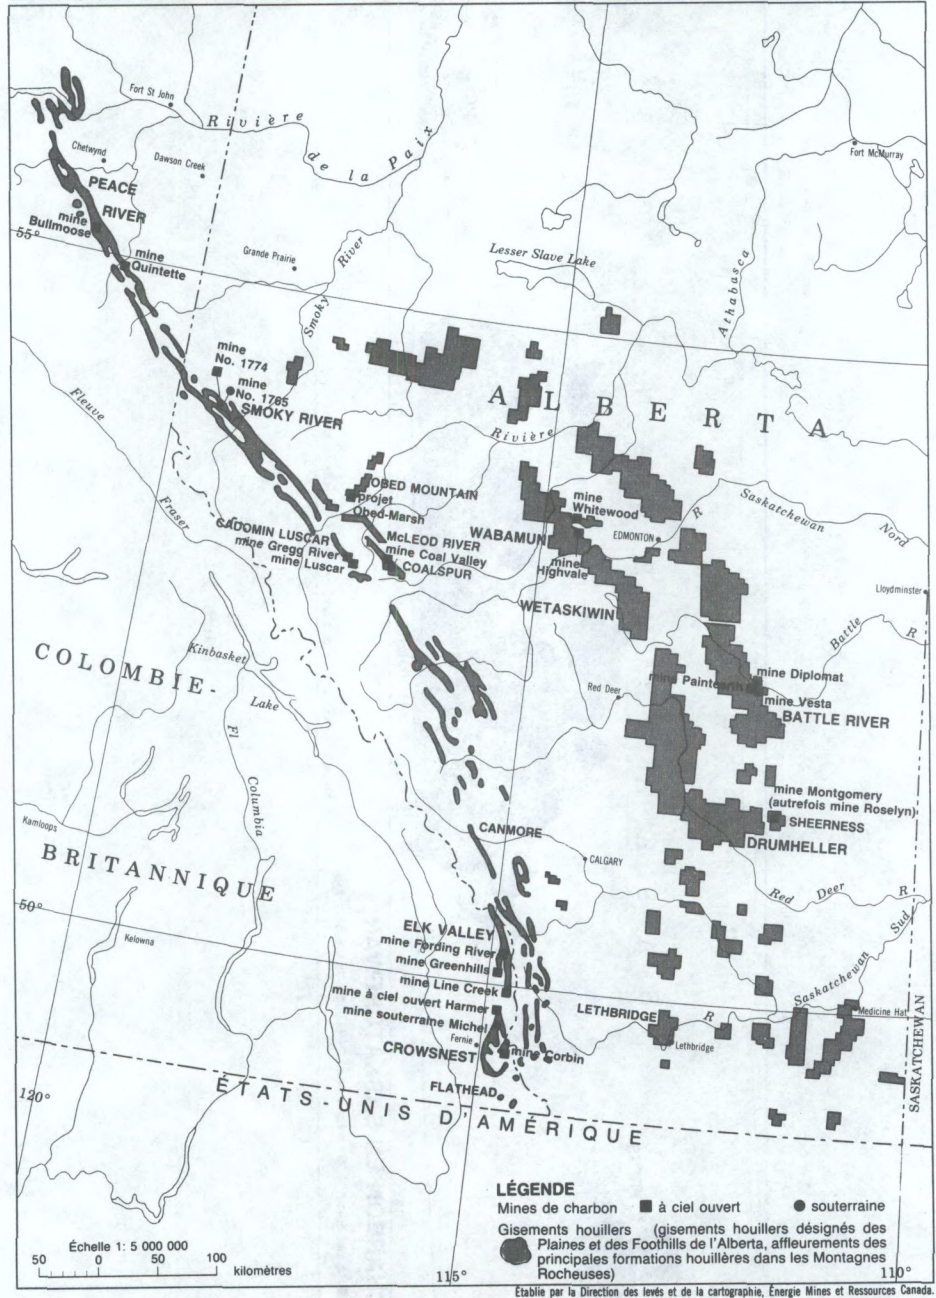 Fort St John
Rivière
de la Paix
Fort McMurray
Chetwynd
Dawson Creek
PEACE
RIVER
mine
Bullmoose
55°
mine
Quintette
Grande Prairie
Smoky River
Lesser Slave Lake
Athabasca
mine
No. 1774
mine
No. 1765
SMOKY RIVER
ALBERTA
Fleuve
Fraser
Rivière
OBED MOUNTAIN
projet
Obed-Marsh
mine
Whitewood
Saskatchewan
Nord
R
CADOMIN LUSCAR
mine Gregg River
mine Luscar
McLEOD RIVER
mine Coal Valley
COALSPUR
WABAMUN
EDMONTON
mine
Highvale
Lloydminster
WETASKIWIN
Battle
R
COLOMBIE-
Kinbasket
Lake
Red Deer
mine Paintearth
mine Diplomat
mine Vesta
BATTLE RIVER
Fl
Columbia
mine Montgomery
(autrefois mine Roselyn)
SHEERNESS
DRUMHELLER
Kamloops
CANMORE
CALGARY
BRITANNIQUE
Red Deer R
50°
Kelowna
ELK VALLEY
mine Fording River
mine Greenhills
mine Line Creek
mine à ciel ouvert Harmer
mine souterraine Michel
Fernie
CROWSNEST
mine Corbin
FLATHEAD
LETHBRIDGE
R
Lethbridge
Saskatchewan Sud
Medicine Hat
SASKATCHEWAN
120°
ÉTATS-UNIS D'AMÉRIQUE
LÉGENDE
Mines de charbon à ciel ouvert souterraine
Gisements houillers (gisements houillers désignés des
Plaines et des Foothills de l'Alberta, affleurements des
principales formations houillères dans les Montagnes
Rocheuses)
Échelle 1: 5 000 000
50 0 50 100
kilomètres
115°
110°
Établie par la Direction des levés et de la cartographie, Énergie Mines et Ressources Canada.